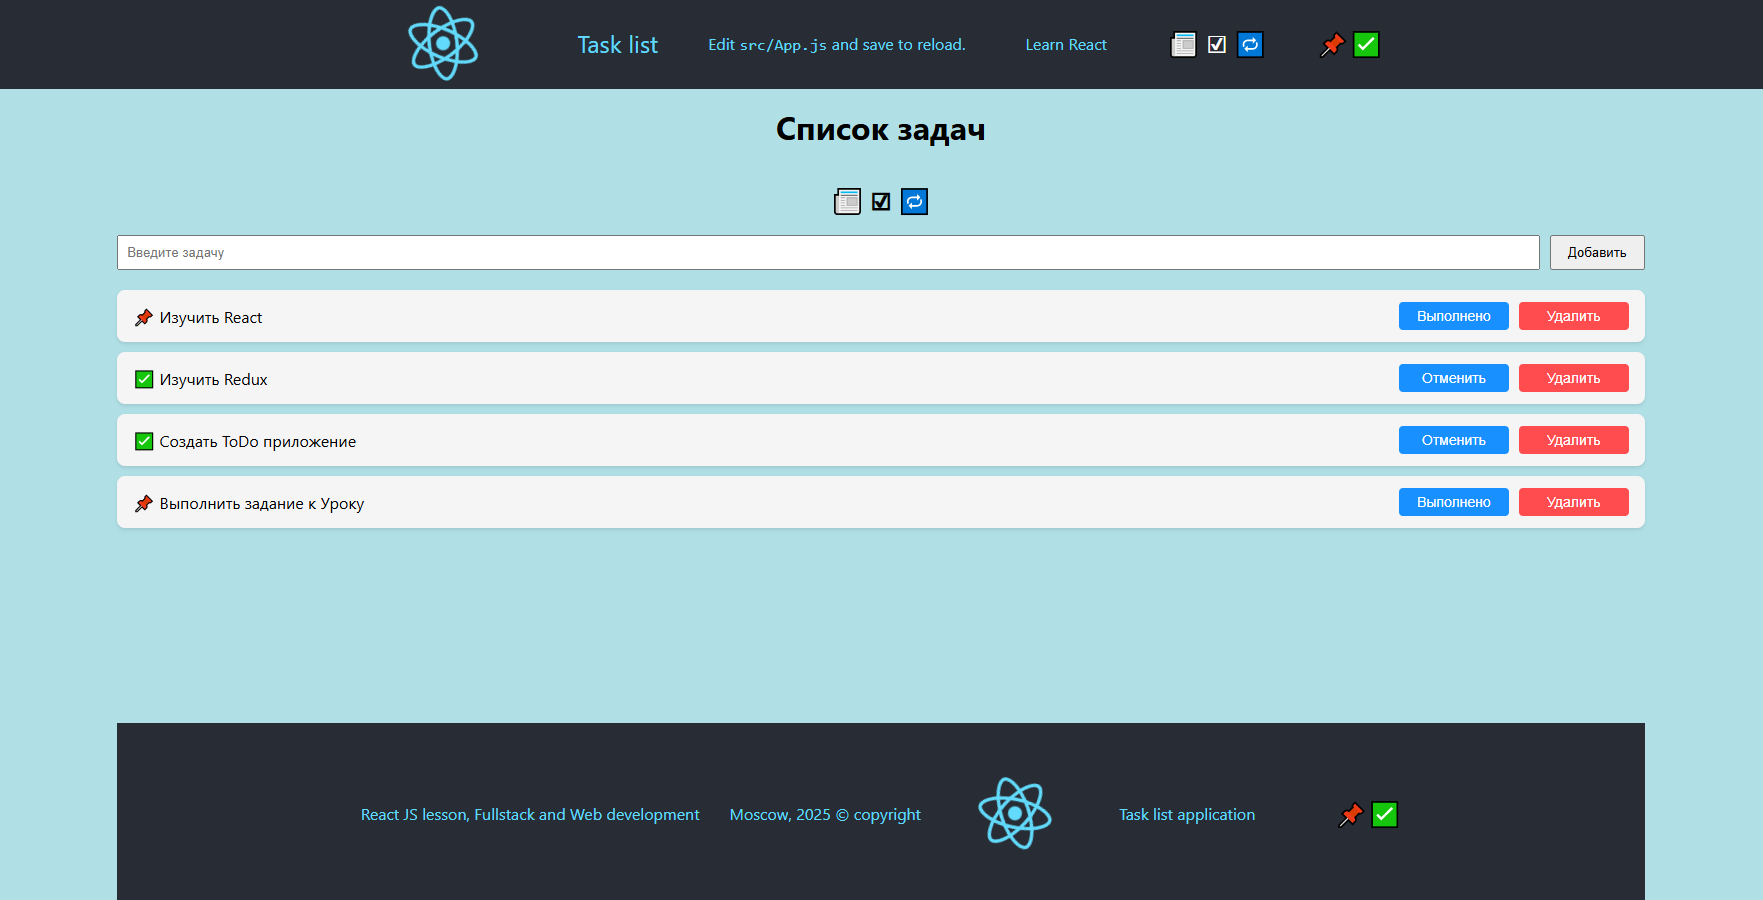 Task list Edit src/App.js and save to reload. Learn React
Список задач
Введите задачу Добавить
Изучить React Выполнено Удалить
Изучить Redux Отменить Удалить
Создать ToDo приложение Отменить Удалить
Выполнить задание к Уроку Выполнено Удалить
React JS lesson, Fullstack and Web development Moscow, 2025 © copyright Task list application